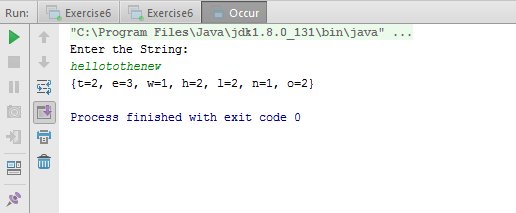 Run: Exercise6 Exercise6 Occur
"C:\Program Files\Java\jdk1.8.0_131\bin\java" ...
Enter the String:
hellotothenew
{t=2, e=3, w=1, h=2, l=2, n=1, o=2}
Process finished with exit code 0